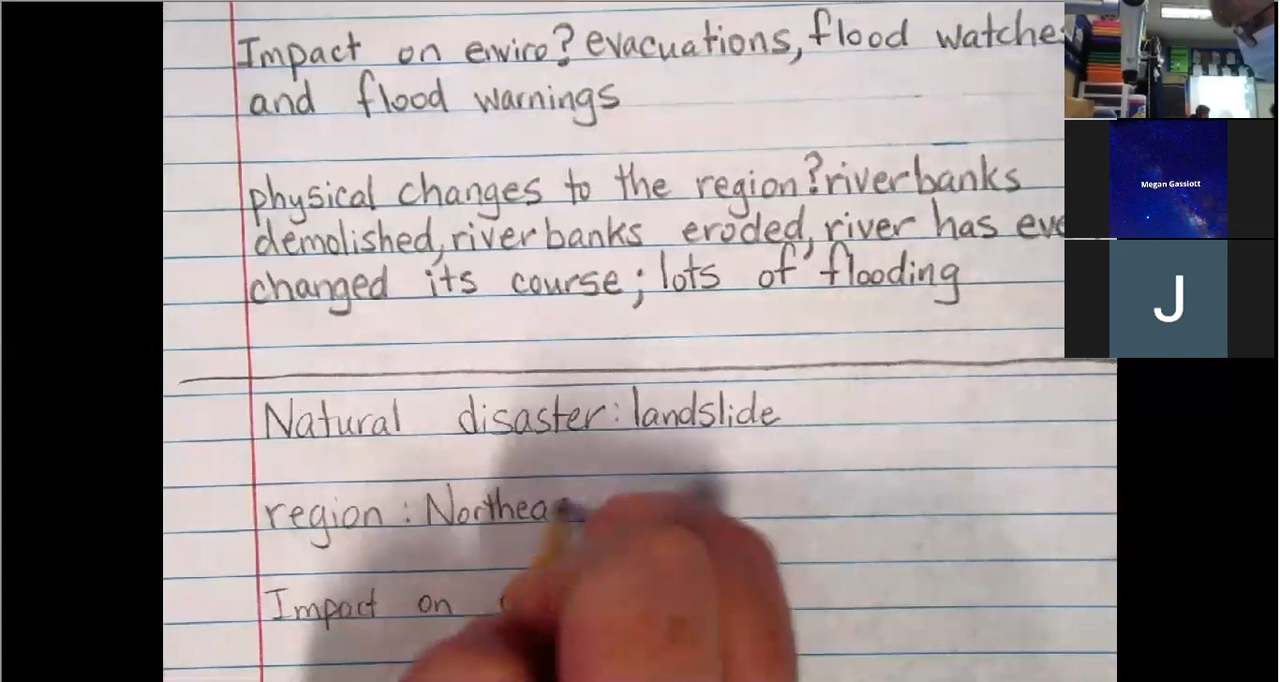 Impact on enviro? evacuations, flood watche
and flood warnings
physical changes to the region? riverbanks
demolished, riverbanks eroded, river has eve
changed its course; lots of flooding
Natural disaster: landslide
region: Northea
Impact on
Megan Gassiott
J